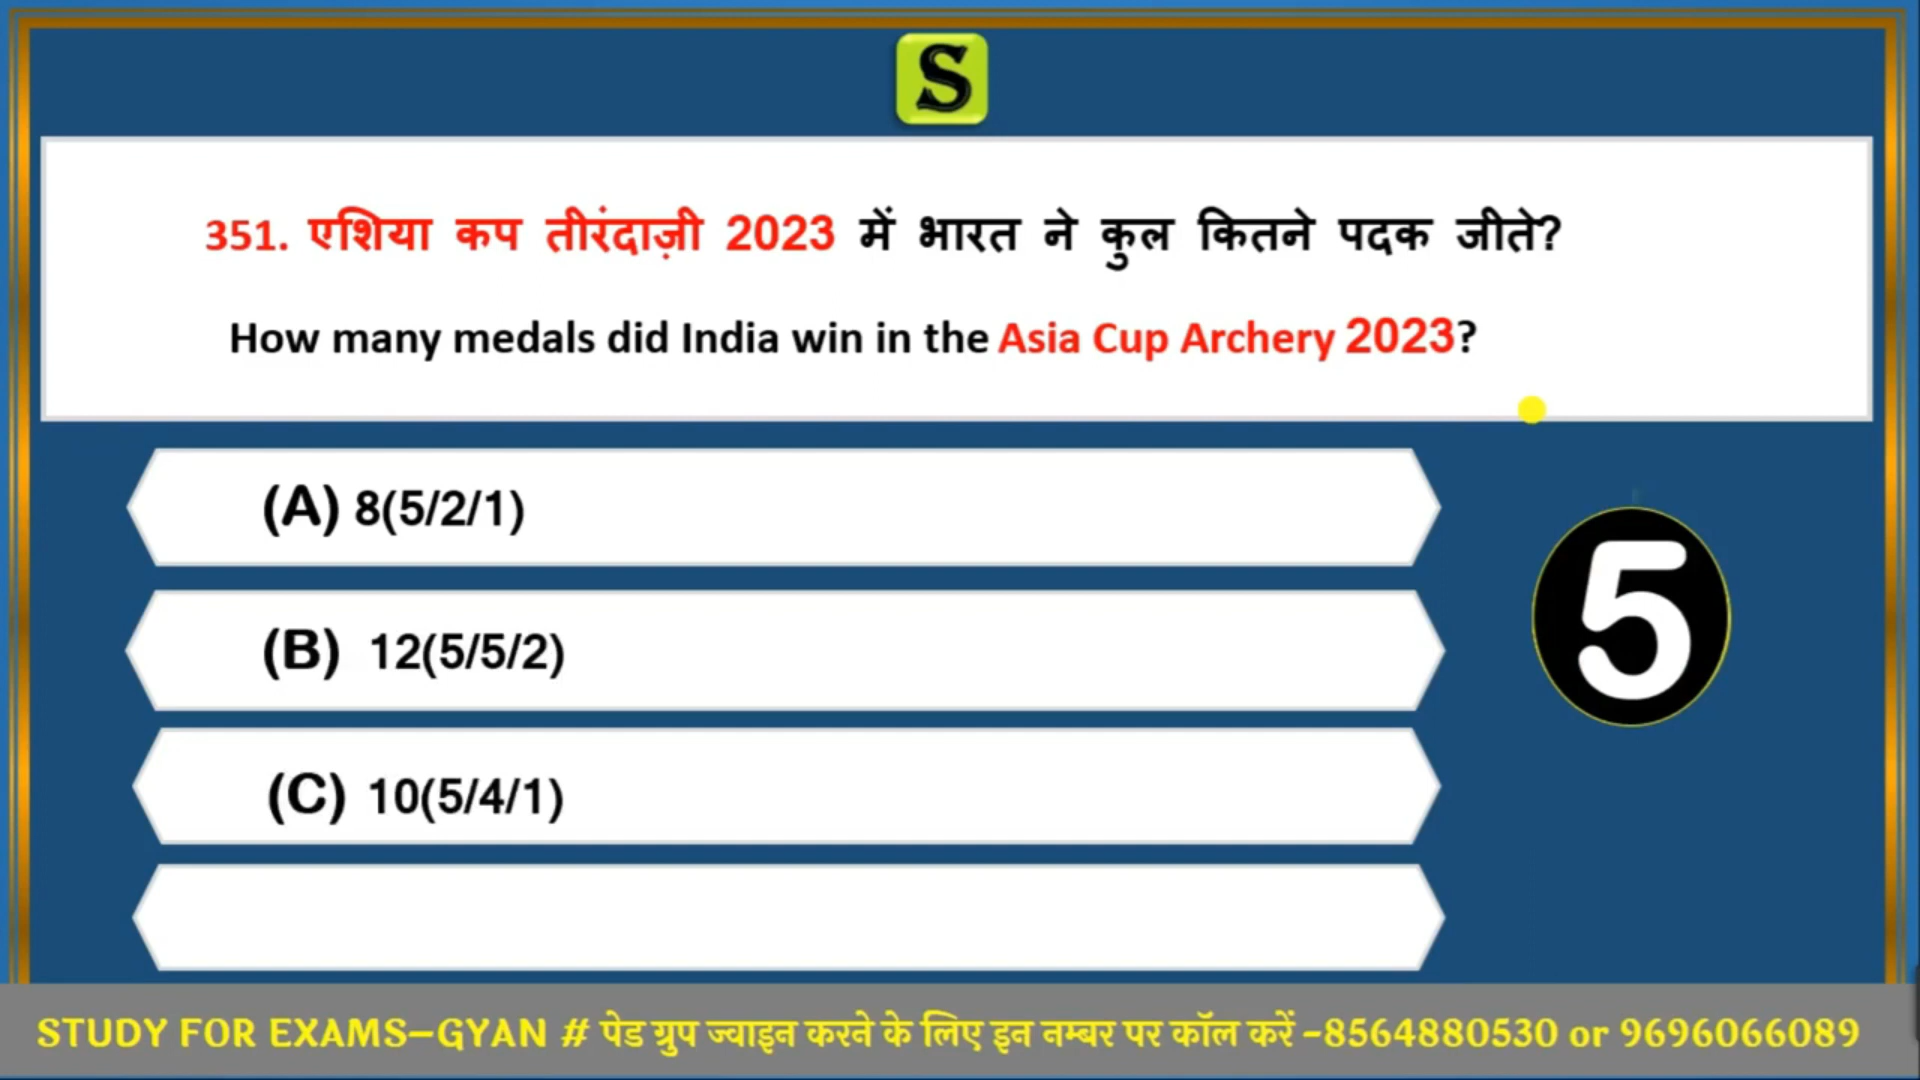 S
351. एशिया कप तीरंदाज़ी 2023 में भारत ने कुल कितने पदक जीते?
How many medals did India win in the Asia Cup Archery 2023?
(A) 8(5/2/1)
(B) 12(5/5/2)
5
(C) 10(5/4/1)
STUDY FOR EXAMS-GYAN # पेड ग्रुप ज्वाइन करने के लिए इन नम्बर पर कॉल करें -8564880530 or 9696066089